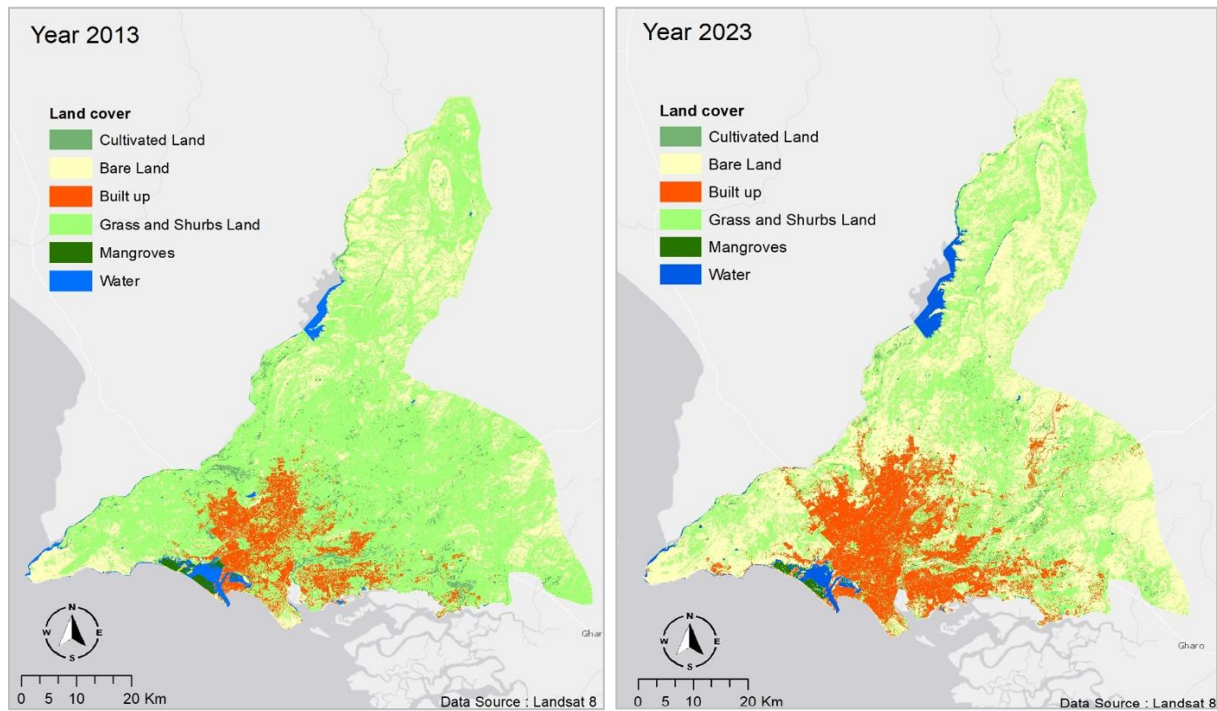 Year 2013
Land cover
Cultivated Land
Bare Land
Built up
Grass and Shurbs Land
Mangroves
Water
N
W E
S
0 5 10 20 Km
Ghar
Data Source : Landsat 8
Year 2023
Land cover
Cultivated Land
Bare Land
Built up
Grass and Shurbs Land
Mangroves
Water
N
W E
S
0 5 10 20 Km
Gharo
Data Source : Landsat 8